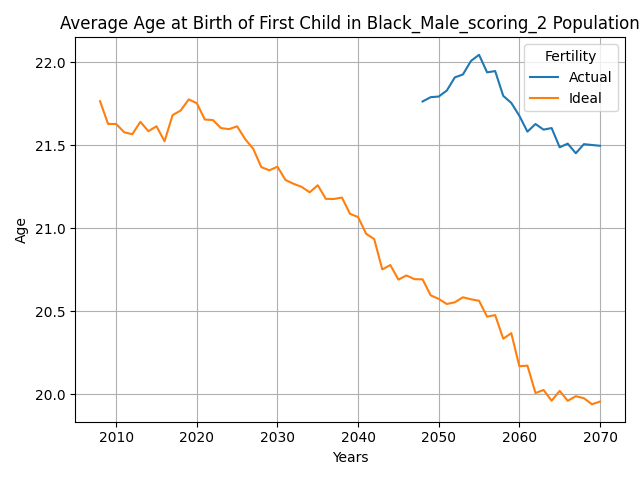 Average Age at Birth of First Child in Black_Male_scoring_2 Population
Fertility
Actual
Ideal
22.0
21.5
21.0
20.5
20.0
Age
2010 2020 2030 2040 2050 2060 2070
Years